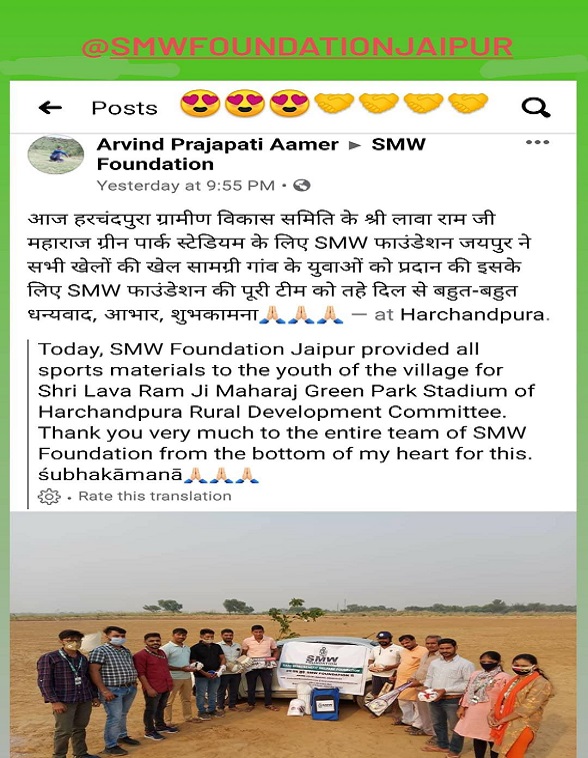 @SMWFOUNDATIONJAIPUR
Posts
Arvind Prajapati Aamer ► SMW
Foundation
Yesterday at 9:55 PM •
आज हरचंदपुरा ग्रामीण विकास समिति के श्री लावा राम जी
महाराज ग्रीन पार्क स्टेडियम के लिए SMW फाउंडेशन जयपुर ने
सभी खेलों की खेल सामग्री गांव के युवाओं को प्रदान की इसके
लिए SMW फाउंडेशन की पूरी टीम को तहे दिल से बहुत-बहुत
धन्यवाद, आभार, शुभकामना🙏🏻🙏🏻🙏🏻 — at Harchandpura.
Today, SMW Foundation Jaipur provided all
sports materials to the youth of the village for
Shri Lava Ram Ji Maharaj Green Park Stadium of
Harchandpura Rural Development Committee.
Thank you very much to the entire team of SMW
Foundation from the bottom of my heart for this.
śubhakāmanā🙏🏻🙏🏻🙏🏻
• Rate this translation
SMW
FOUNDATION